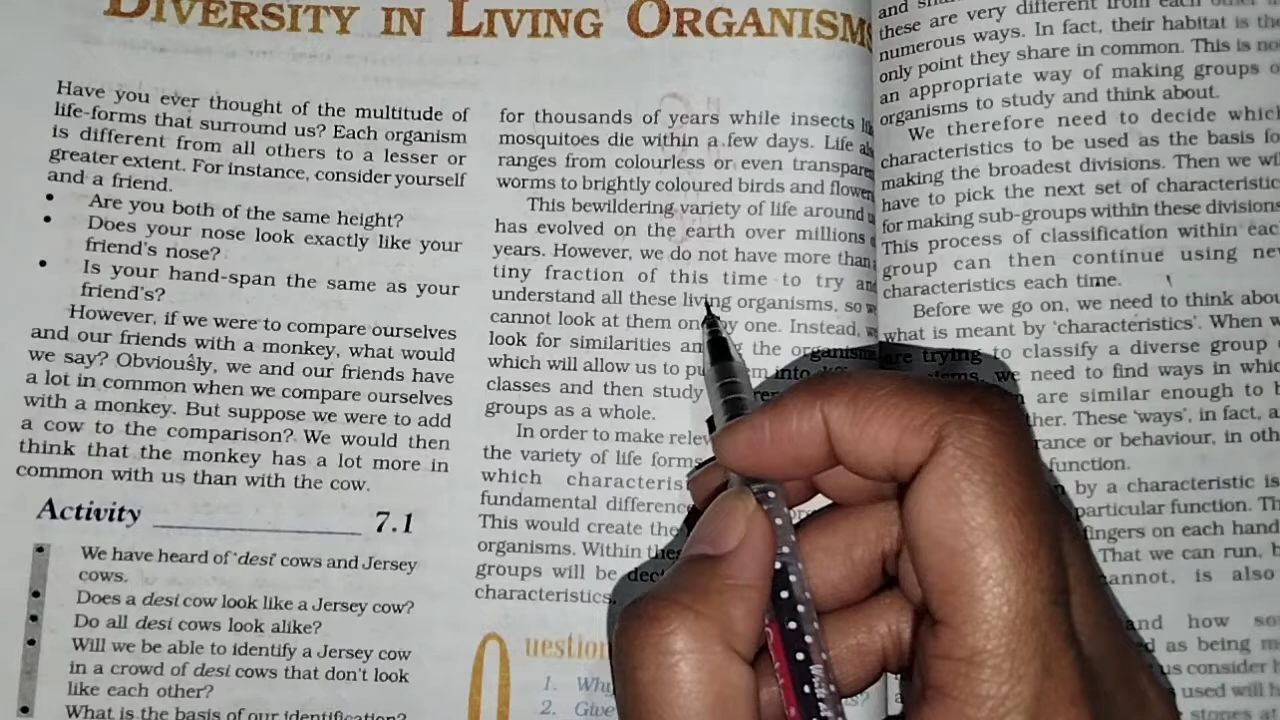 DIVERSITY IN LIVING ORGANISMS
Have you ever thought of the multitude of
life-forms that surround us? Each organism
is different from all others to a lesser or
greater extent. For instance, consider yourself
and a friend.
• Are you both of the same height?
• Does your nose look exactly like your
friend's nose?
• Is your hand-span the same as your
friend's?
However, if we were to compare ourselves
and our friends with a monkey, what would
we say? Obviously, we and our friends have
a lot in common when we compare ourselves
with a monkey. But suppose we were to add
a cow to the comparison? We would then
think that the monkey has a lot more in
common with us than with the cow.
Activity 7.1
• We have heard of 'desi' cows and Jersey
cows.
• Does a desi cow look like a Jersey cow?
• Do all desi cows look alike?
• Will we be able to identify a Jersey cow
in a crowd of desi cows that don't look
like each other?
• What is the basis of our identification?
for thousands of years while insects
mosquitoes die within a few days. Life
ranges from colourless or even
worms to brightly coloured birds and
This bewildering variety of life around
has evolved on the earth over millions
years. However, we do not have more than
tiny fraction of this time to try and
understand all these living organisms, so
cannot look at them one by one. Instead,
look for similarities the
which will allow us to into
classes and then study
groups as a whole.
In order to make
the variety of life forms
which
fundamental
This would create
organisms. Within
groups will be
characteristics.
Question
1. Why
2. Give
and
these are very different from each other
numerous ways. In fact, their habitat is
only point they share in common. This is
an appropriate way of making groups
organisms to study and think about.
We therefore need to decide which
characteristics to be used as the basis
making the broadest divisions. Then we
have to pick the next set of
for making sub-groups within these divisions
This process of classification within
group can then continue using
characteristics each time.
Before we go on, we need to think
what is meant by 'characteristics'. When
are trying to classify a diverse group
we need to find ways in
are similar enough to
These 'ways', in fact,
or behaviour, in
function.
by a characteristic is
particular function.
fingers on each hand
That we can run,
is also
and how
as being
us consider
used will
stones at